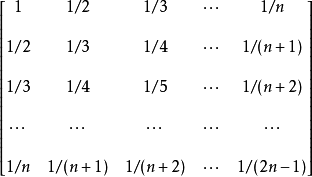 1 1/2 1/3 ⋯ 1/n
1/2 1/3 1/4 ⋯ 1/(n+1)
1/3 1/4 1/5 ⋯ 1/(n+2)
⋯ ⋯ ⋯ ⋯ ⋯
1/n 1/(n+1) 1/(n+2) ⋯ 1/(2n−1)